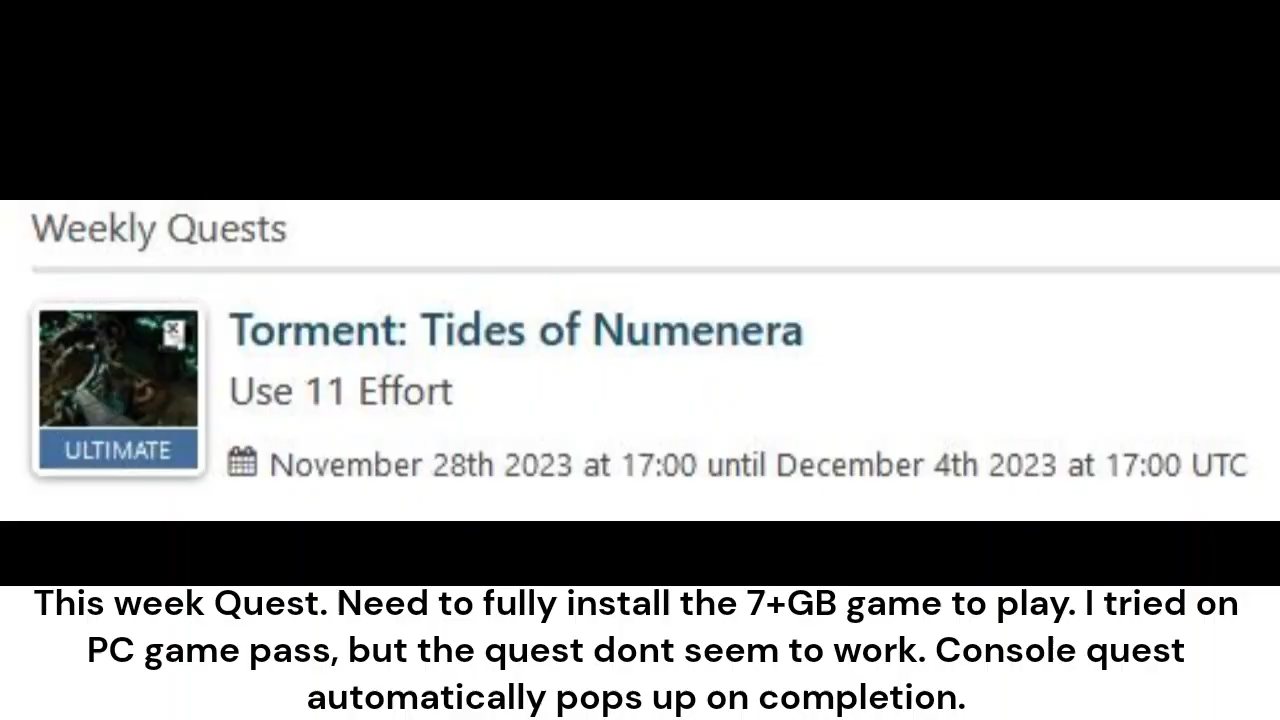 Weekly Quests
Torment: Tides of Numenera
Use 11 Effort
ULTIMATE
November 28th 2023 at 17:00 until December 4th 2023 at 17:00 UTC
This week Quest. Need to fully install the 7+GB game to play. I tried on
PC game pass, but the quest dont seem to work. Console quest
automatically pops up on completion.